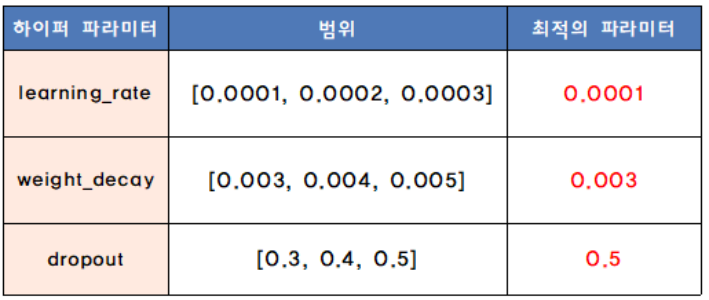 하이퍼 파라미터 범위 최적의 파라미터
learning_rate [0.0001, 0.0002, 0.0003] 0.0001
weight_decay [0.003, 0.004, 0.005] 0.003
dropout [0.3, 0.4, 0.5] 0.5